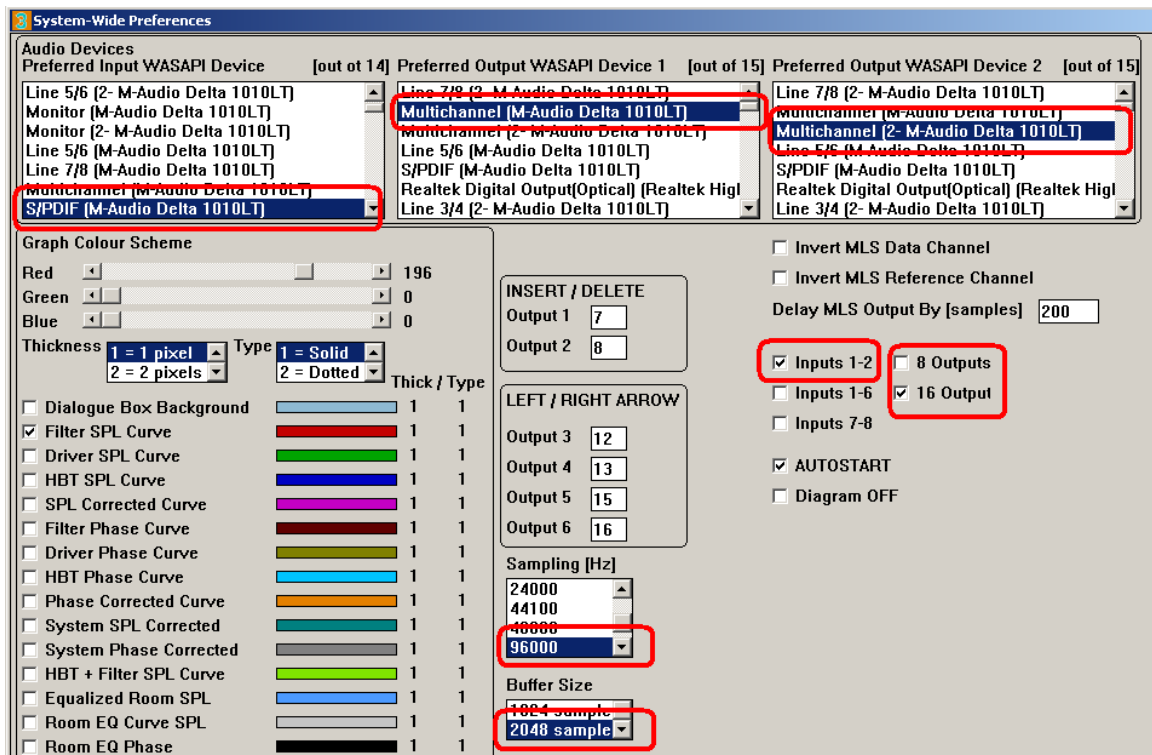 System-Wide Preferences
Audio Devices
Preferred Input WASAPI Device [out ot 14] Preferred Output WASAPI Device 1 [out of 15] Preferred Output WASAPI Device 2 [out of 15]
Line 5/6 (2- M-Audio Delta 1010LT)
Monitor (M-Audio Delta 1010LT)
Monitor (2- M-Audio Delta 1010LT)
Line 5/6 (M-Audio Delta 1010LT)
Line 7/8 (M-Audio Delta 1010LT)
Multichannel (M-Audio Delta 1010LT)
S/PDIF (M-Audio Delta 1010LT)
Line 7/8 (2- M-Audio Delta 1010LT)
Multichannel (M-Audio Delta 1010LT)
Multichannel (2- M-Audio Delta 1010LT)
Line 5/6 (M-Audio Delta 1010LT)
S/PDIF (M-Audio Delta 1010LT)
Realtek Digital Output(Optical) (Realtek Higl
Line 3/4 (2- M-Audio Delta 1010LT)
Line 7/8 (2- M-Audio Delta 1010LT)
Multichannel (M-Audio Delta 1010LT)
Multichannel (2- M-Audio Delta 1010LT)
Line 5/6 (M-Audio Delta 1010LT)
S/PDIF (M-Audio Delta 1010LT)
Realtek Digital Output(Optical) (Realtek Higl
Line 3/4 (2- M-Audio Delta 1010LT)
Graph Colour Scheme
Red 196
Green 0
Blue 0
Thickness 1 = 1 pixel Type 1 = Solid
2 = 2 pixels 2 = Dotted
Thick / Type
Dialogue Box Background 1 1
Filter SPL Curve 1 1
Driver SPL Curve 1 1
HBT SPL Curve 1 1
SPL Corrected Curve 1 1
Filter Phase Curve 1 1
Driver Phase Curve 1 1
HBT Phase Curve 1 1
Phase Corrected Curve 1 1
System SPL Corrected 1 1
System Phase Corrected 1 1
HBT + Filter SPL Curve 1 1
Equalized Room SPL 1 1
Room EQ Curve SPL 1 1
Room EQ Phase 1 1
INSERT / DELETE
Output 1 7
Output 2 8
LEFT / RIGHT ARROW
Output 3 12
Output 4 13
Output 5 15
Output 6 16
Sampling [Hz]
24000
44100
48000
96000
Buffer Size
1024 sample
2048 sample
Invert MLS Data Channel
Invert MLS Reference Channel
Delay MLS Output By [samples] 200
Inputs 1-2 8 Outputs
Inputs 1-6 16 Output
Inputs 7-8
AUTOSTART
Diagram OFF